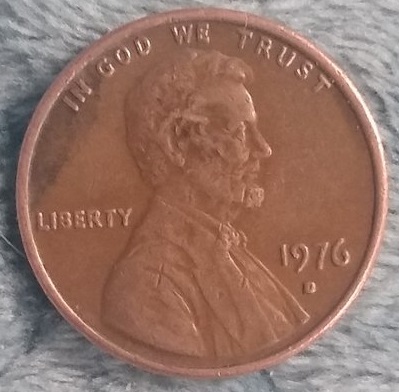 IN GOD WE TRUST
LIBERTY
1976
D